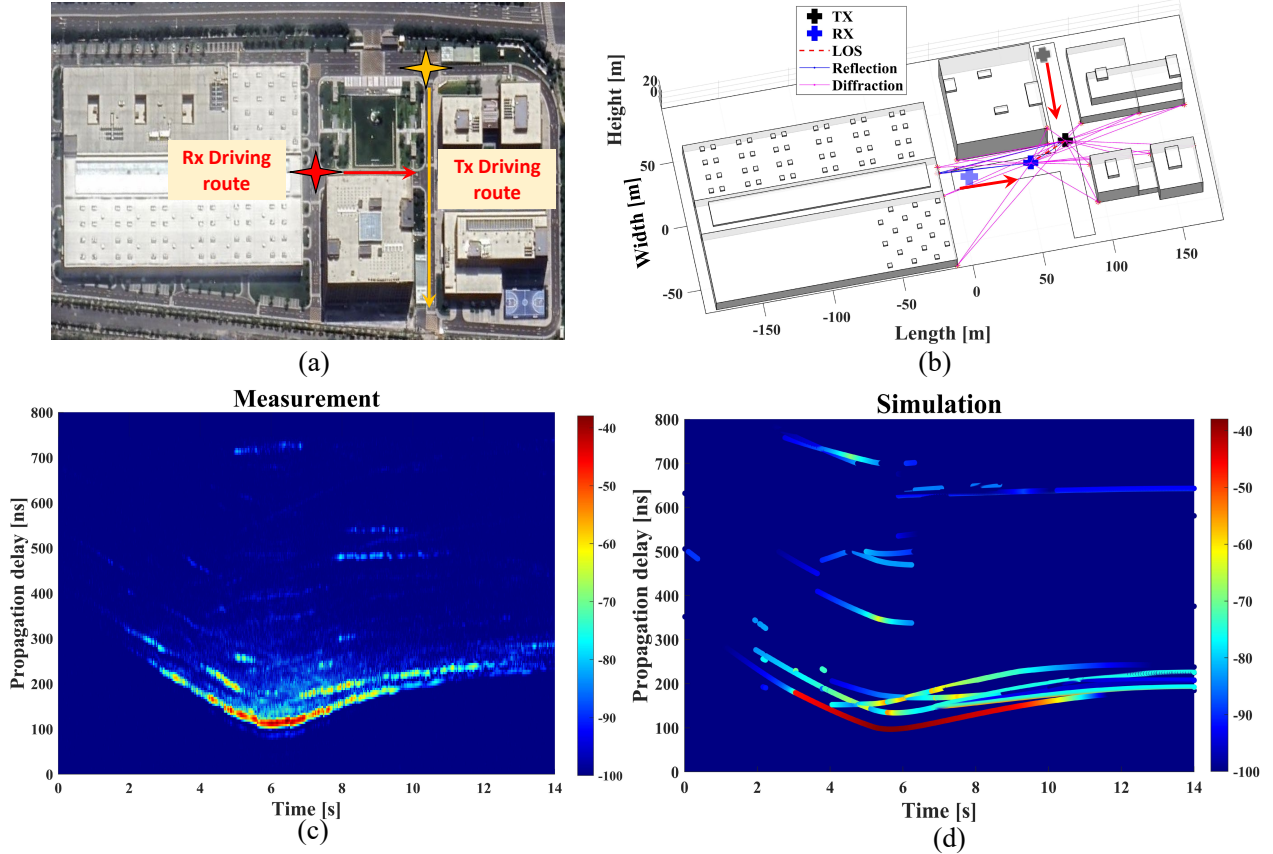 Rx Driving
route
Tx Driving
route
(a)
TX
RX
LOS
Reflection
Diffraction
Height [m]
20
0
50
0
-50
Width [m]
-150
-100
-50
0
50
100
150
Length [m]
(b)
Measurement
800
700
600
500
400
300
200
100
0
Propagation delay [ns]
0 2 4 6 8 10 12 14
Time [s]
-40
-50
-60
-70
-80
-90
-100
(c)
Simulation
800
700
600
500
400
300
200
100
0
Propagation delay [ns]
0 2 4 6 8 10 12 14
Time [s]
-40
-50
-60
-70
-80
-90
-100
(d)